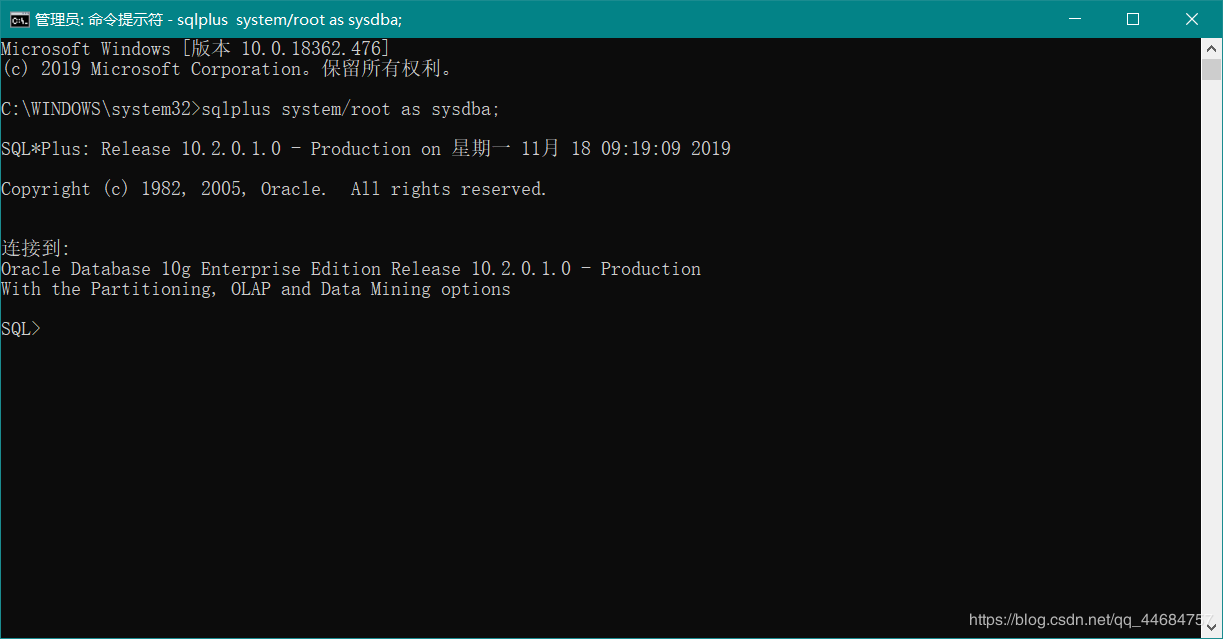 管理员: 命令提示符 - sqlplus  system/root as sysdba;
Microsoft Windows [版本 10.0.18362.476]
(c) 2019 Microsoft Corporation。保留所有权利。
C:\WINDOWS\system32>sqlplus system/root as sysdba;
SQL*Plus: Release 10.2.0.1.0 - Production on 星期一 11月 18 09:19:09 2019
Copyright (c) 1982, 2005, Oracle.  All rights reserved.
连接到:
Oracle Database 10g Enterprise Edition Release 10.2.0.1.0 - Production
With the Partitioning, OLAP and Data Mining options
SQL>
https://blog.csdn.net/qq_44684757